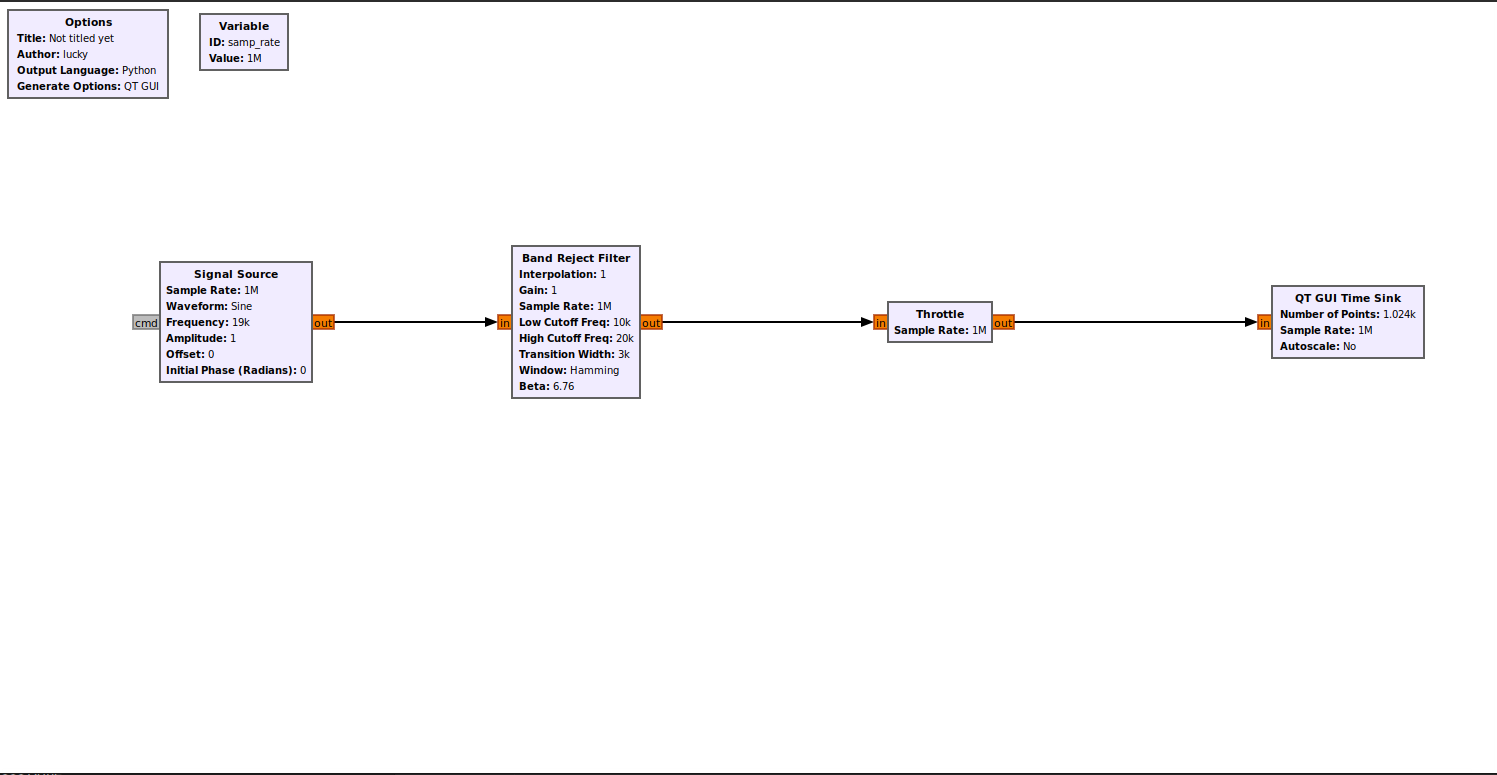 Options
Title: Not titled yet
Author: lucky
Output Language: Python
Generate Options: QT GUI
Variable
ID: samp_rate
Value: 1M
cmd
Signal Source
Sample Rate: 1M
Waveform: Sine
Frequency: 19k
Amplitude: 1
Offset: 0
Initial Phase (Radians): 0
out
in
Band Reject Filter
Interpolation: 1
Gain: 1
Sample Rate: 1M
Low Cutoff Freq: 10k
High Cutoff Freq: 20k
Transition Width: 3k
Window: Hamming
Beta: 6.76
out
in
Throttle
Sample Rate: 1M
out
in
QT GUI Time Sink
Number of Points: 1.024k
Sample Rate: 1M
Autoscale: No